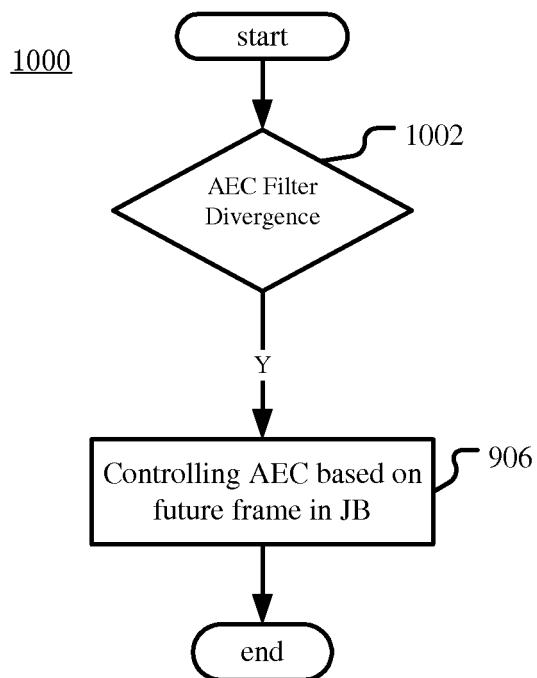 start
1000
1002
AEC Filter
Divergence
Y
Controlling AEC based on
future frame in JB
906
end